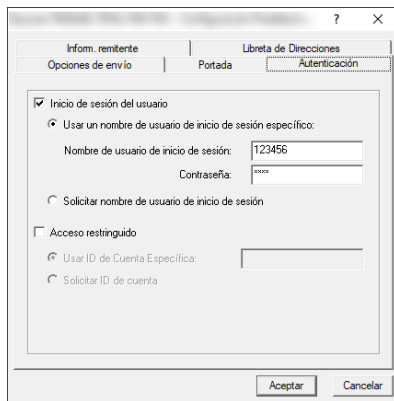 ? ×
Inform. remitente Libreta de Direcciones
Opciones de envío Portada Autenticación
Inicio de sesión del usuario
Usar un nombre de usuario de inicio de sesión específico:
Nombre de usuario de inicio de sesión: 123456
Contraseña: ****
Solicitar nombre de usuario de inicio de sesión
Acceso restringido
Usar ID de Cuenta Específica:
Solicitar ID de cuenta
Aceptar Cancelar